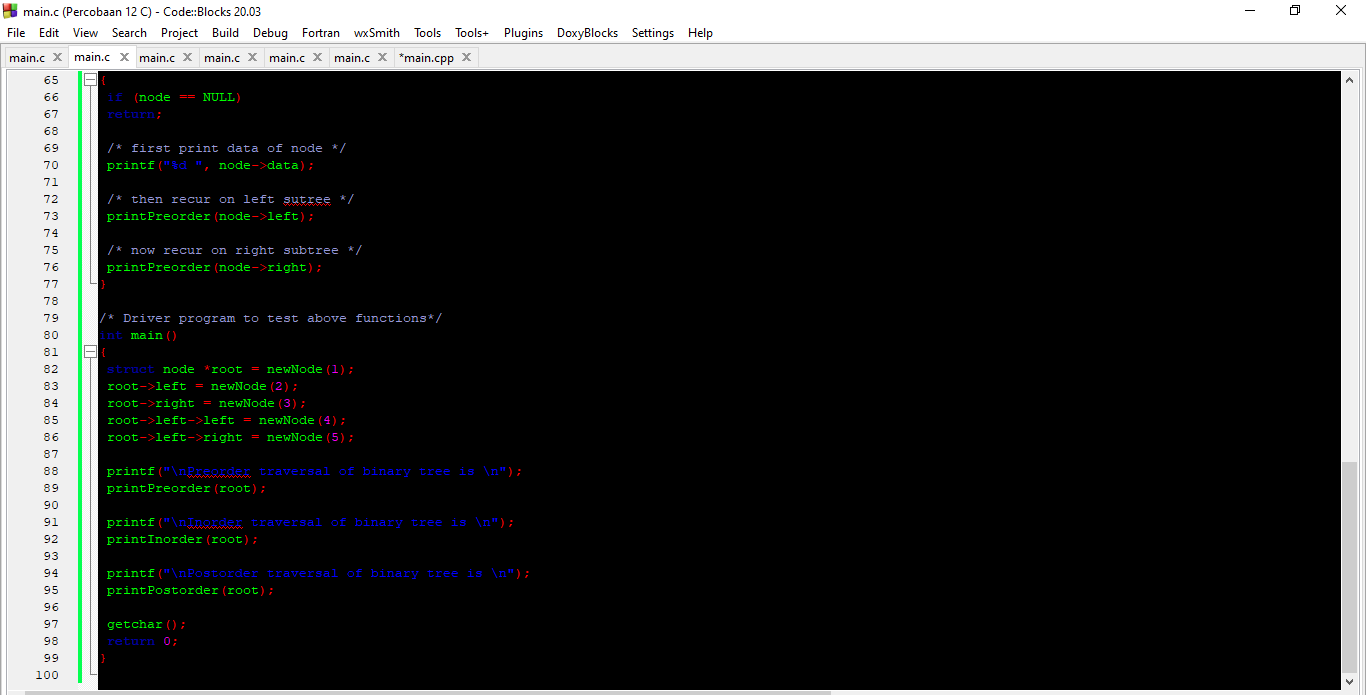 main.c (Percobaan 12 C) - Code::Blocks 20.03
File Edit View Search Project Build Debug Fortran wxSmith Tools Tools+ Plugins DoxyBlocks Settings Help
main.c X main.c X main.c X main.c X main.c X main.c X *main.cpp X
65 {
66 if (node == NULL)
67 return;
68
69 /* first print data of node */
70 printf("%d ", node->data);
71
72 /* then recur on left sutree */
73 printPreorder(node->left);
74
75 /* now recur on right subtree */
76 printPreorder(node->right);
77 }
78
79 /* Driver program to test above functions*/
80 int main()
81 {
82 struct node *root = newNode(1);
83 root->left = newNode(2);
84 root->right = newNode(3);
85 root->left->left = newNode(4);
86 root->left->right = newNode(5);
87
88 printf("\nPreorder traversal of binary tree is \n");
89 printPreorder(root);
90
91 printf("\nInorder traversal of binary tree is \n");
92 printInorder(root);
93
94 printf("\nPostorder traversal of binary tree is \n");
95 printPostorder(root);
96
97 getchar();
98 return 0;
99 }
100